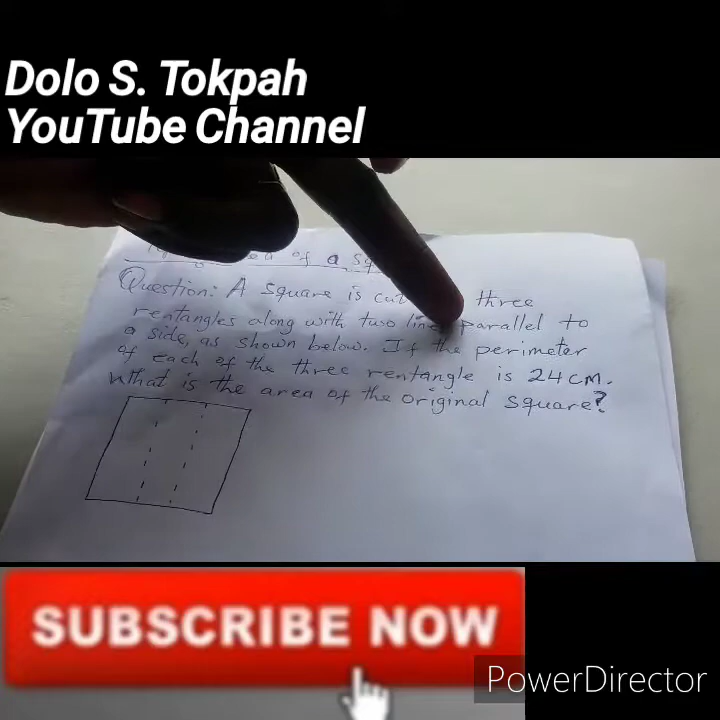 Dolo S. Tokpah
YouTube Channel
of a sq
Question: A square is cut three
rentangles along with two line parallel to
a side, as shown below. If the perimeter
of each of the three rentangle is 24cm.
What is the area of the original square?
SUBSCRIBE NOW
PowerDirector